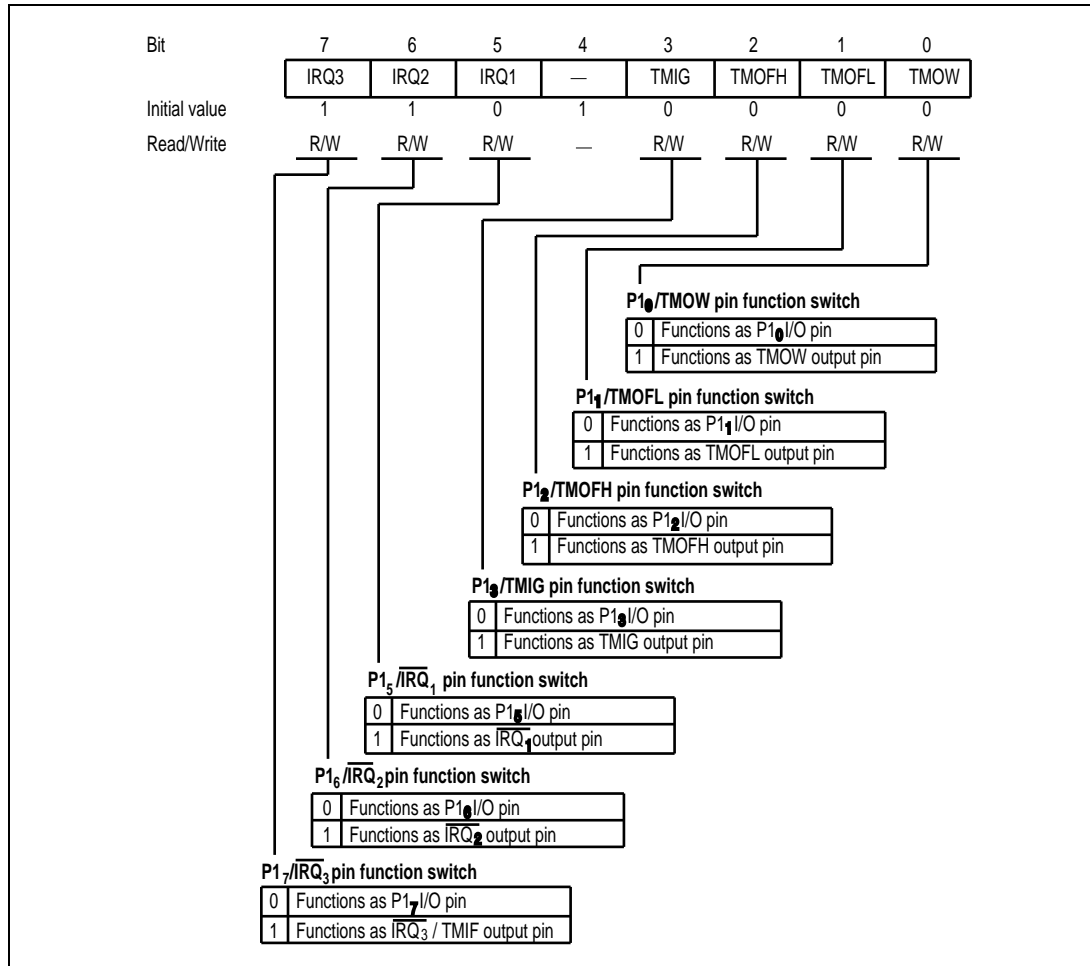 Bit 7 6 5 4 3 2 1 0
IRQ3 IRQ2 IRQ1 — TMIG TMOFH TMOFL TMOW
Initial value 1 1 0 1 0 0 0 0
Read/Write R/W R/W R/W — R/W R/W R/W R/W
P1₀/TMOW pin function switch
0 Functions as P1₀ I/O pin
1 Functions as TMOW output pin
P1₁/TMOFL pin function switch
0 Functions as P1₁ I/O pin
1 Functions as TMOFL output pin
P1₂/TMOFH pin function switch
0 Functions as P1₂ I/O pin
1 Functions as TMOFH output pin
P1₃/TMIG pin function switch
0 Functions as P1₃ I/O pin
1 Functions as TMIG output pin
P1₅/I̅R̅Q̅₁ pin function switch
0 Functions as P1₅ I/O pin
1 Functions as I̅R̅Q̅₁ output pin
P1₆/I̅R̅Q̅₂ pin function switch
0 Functions as P1₆ I/O pin
1 Functions as I̅R̅Q̅₂ output pin
P1₇/I̅R̅Q̅₃ pin function switch
0 Functions as P1₇ I/O pin
1 Functions as I̅R̅Q̅₃ / TMIF output pin